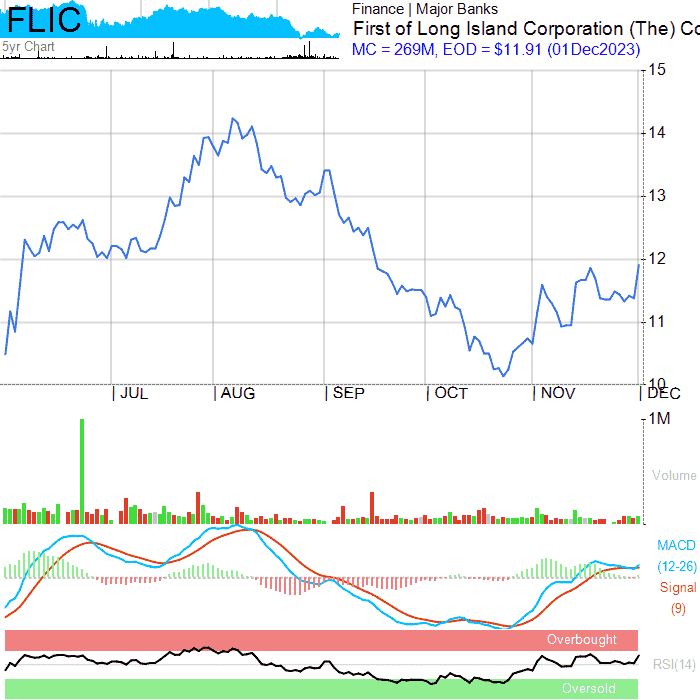 FLIC
5yr Chart
Finance | Major Banks
First of Long Island Corporation (The) Co
MC = 269M, EOD = $11.91 (01Dec2023)
15
14
13
12
11
10
JUL
AUG
SEP
OCT
NOV
DEC
1M
Volume
MACD
(12-26)
Signal
(9)
Overbought
RSI(14)
Oversold